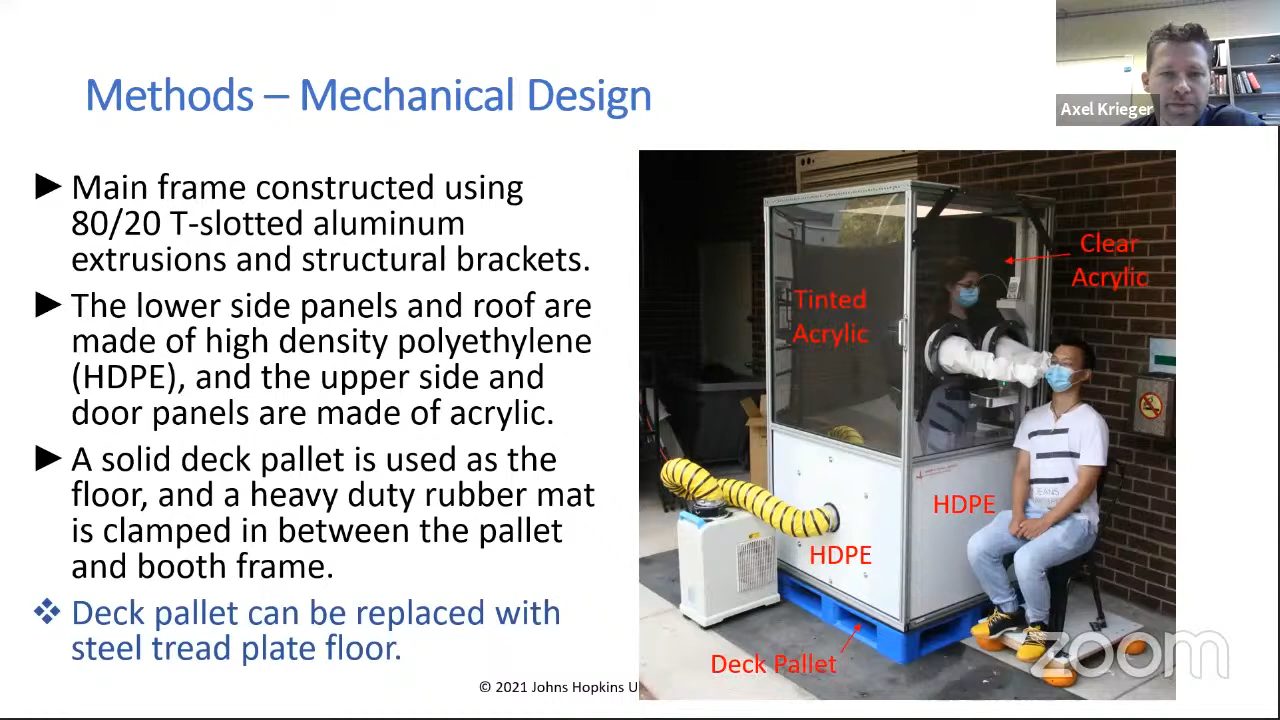 Methods – Mechanical Design
Axel Krieger
Main frame constructed using
80/20 T-slotted aluminum
extrusions and structural brackets.
The lower side panels and roof are
made of high density polyethylene
(HDPE), and the upper side and
door panels are made of acrylic.
A solid deck pallet is used as the
floor, and a heavy duty rubber mat
is clamped in between the pallet
and booth frame.
Deck pallet can be replaced with
steel tread plate floor.
Clear
Acrylic
Tinted
Acrylic
HDPE
HDPE
Deck Pallet
JEANS
zoom
© 2021 Johns Hopkins U